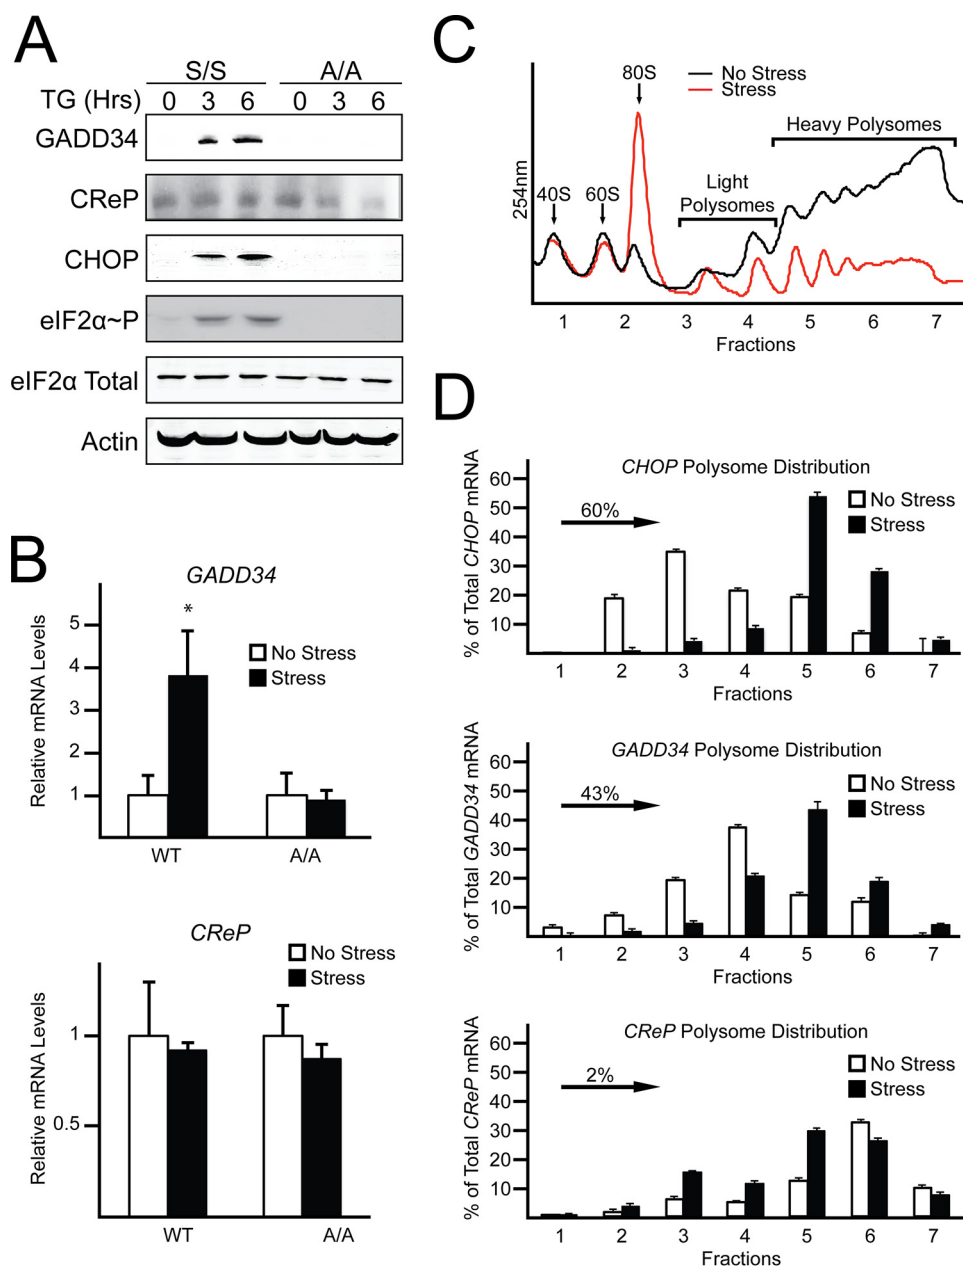 A
S/S A/A
TG (Hrs) 0 3 6 0 3 6
GADD34
CReP
CHOP
eIF2α~P
eIF2α Total
Actin
B
GADD34
Relative mRNA Levels
5
4
3
2
1
*
No Stress
Stress
WT A/A
CReP
Relative mRNA Levels
1
0.5
No Stress
Stress
WT A/A
C
254nm
40S
60S
80S
No Stress
Stress
Light
Polysomes
Heavy Polysomes
1 2 3 4 5 6 7
Fractions
D
CHOP Polysome Distribution
% of Total CHOP mRNA
60
50
40
30
20
10
60%
No Stress
Stress
1 2 3 4 5 6 7
Fractions
GADD34 Polysome Distribution
% of Total GADD34 mRNA
60
50
40
30
20
10
43%
No Stress
Stress
1 2 3 4 5 6 7
Fractions
CReP Polysome Distribution
% of Total CReP mRNA
60
50
40
30
20
10
2%
No Stress
Stress
1 2 3 4 5 6 7
Fractions